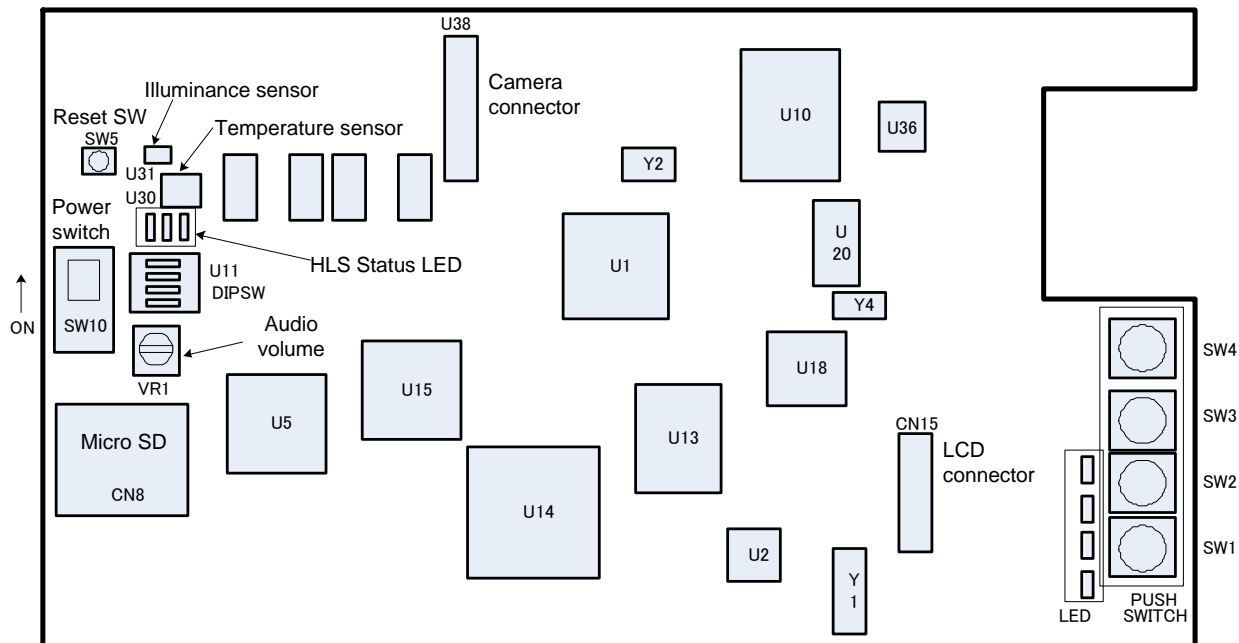 U38
Camera
connector
Illuminance sensor
Reset SW
SW5
Temperature sensor
U31
U30
Power
switch
HLS Status LED
U11
DIPSW
ON
SW10
Audio
volume
VR1
Micro SD
CN8
U5
U15
U14
Y2
U10
U36
U1
U
20
Y4
U18
U13
CN15
LCD
connector
U2
Y
1
SW4
SW3
SW2
SW1
LED
PUSH
SWITCH